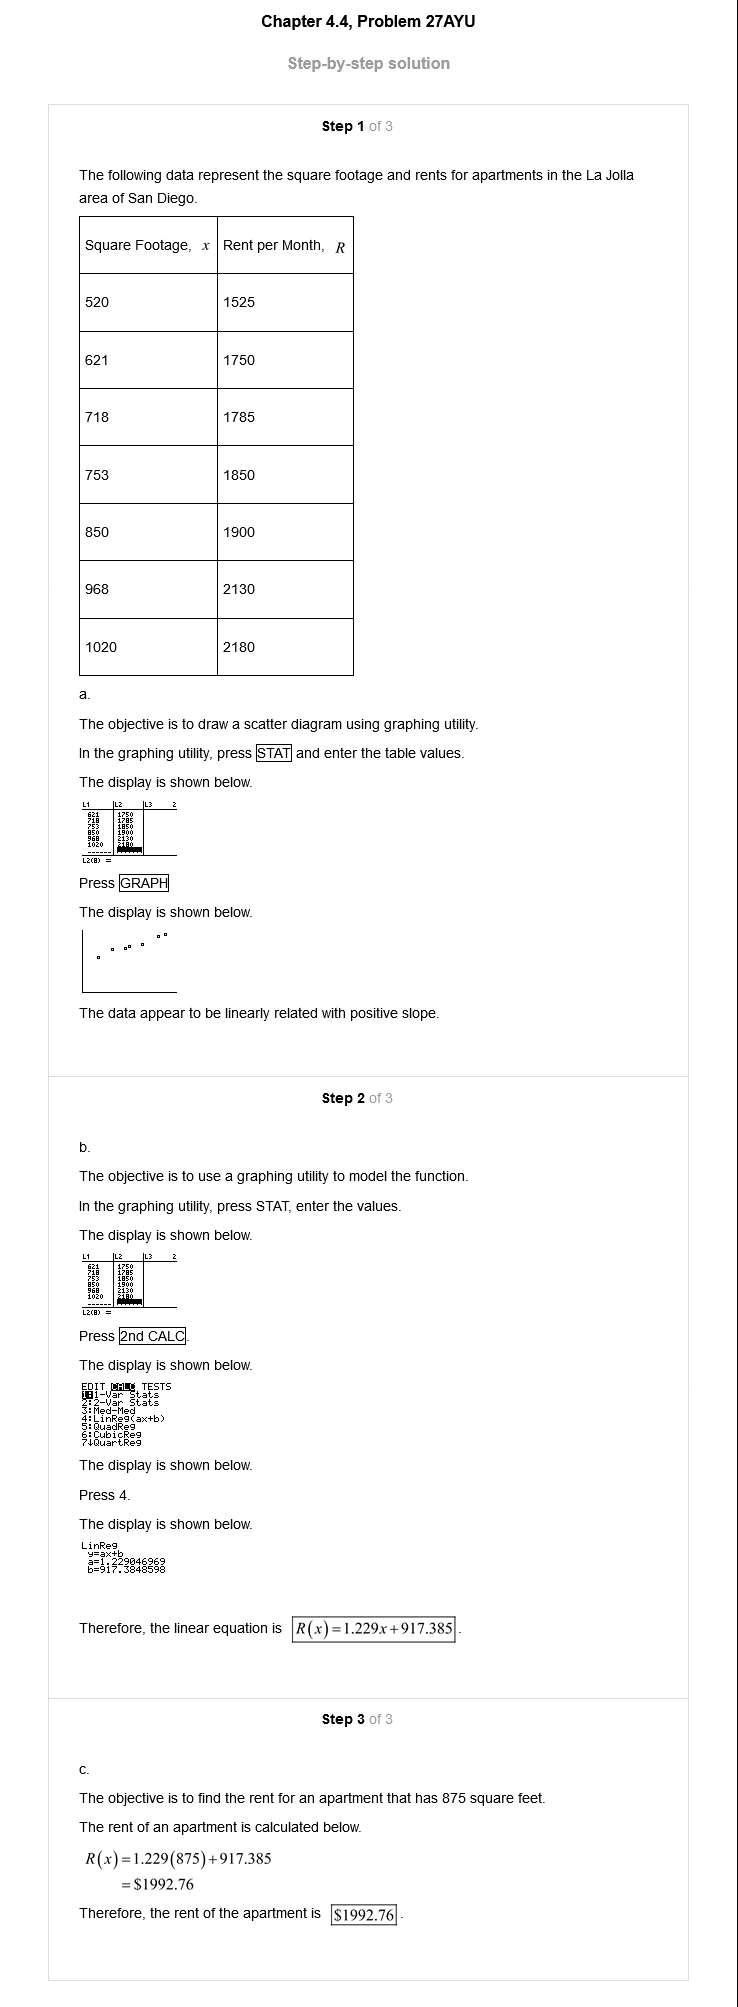 Chapter 4.4, Problem 27AYU
Step-by-step solution
Step 1 of 3
The following data represent the square footage and rents for apartments in the La Jolla
area of San Diego.
Square Footage, x Rent per Month, R
520 1525
621 1750
718 1785
753 1850
850 1900
968 2130
1020 2180
a.
The objective is to draw a scatter diagram using graphing utility.
In the graphing utility, press STAT and enter the table values.
The display is shown below.
L1 L2 L3 2
621 1750
718 1785
753 1850
850 1900
968 2130
1020 2180
------
L2(8) =
Press GRAPH
The display is shown below.
The data appear to be linearly related with positive slope.
Step 2 of 3
b.
The objective is to use a graphing utility to model the function.
In the graphing utility, press STAT, enter the values.
The display is shown below.
L1 L2 L3 2
621 1750
718 1785
753 1850
850 1900
968 2130
1020 2180
------
L2(8) =
Press 2nd CALC.
The display is shown below.
EDIT CALC TESTS
1:1-Var Stats
2:2-Var Stats
3:Med-Med
4:LinReg(ax+b)
5:QuadReg
6:CubicReg
7↓QuartReg
The display is shown below.
Press 4.
The display is shown below.
LinReg
y=ax+b
a=1.229046969
b=917.3848598
Therefore, the linear equation is R(x)=1.229x+917.385.
Step 3 of 3
c.
The objective is to find the rent for an apartment that has 875 square feet.
The rent of an apartment is calculated below.
R(x)=1.229(875)+917.385
=$1992.76
Therefore, the rent of the apartment is $1992.76.